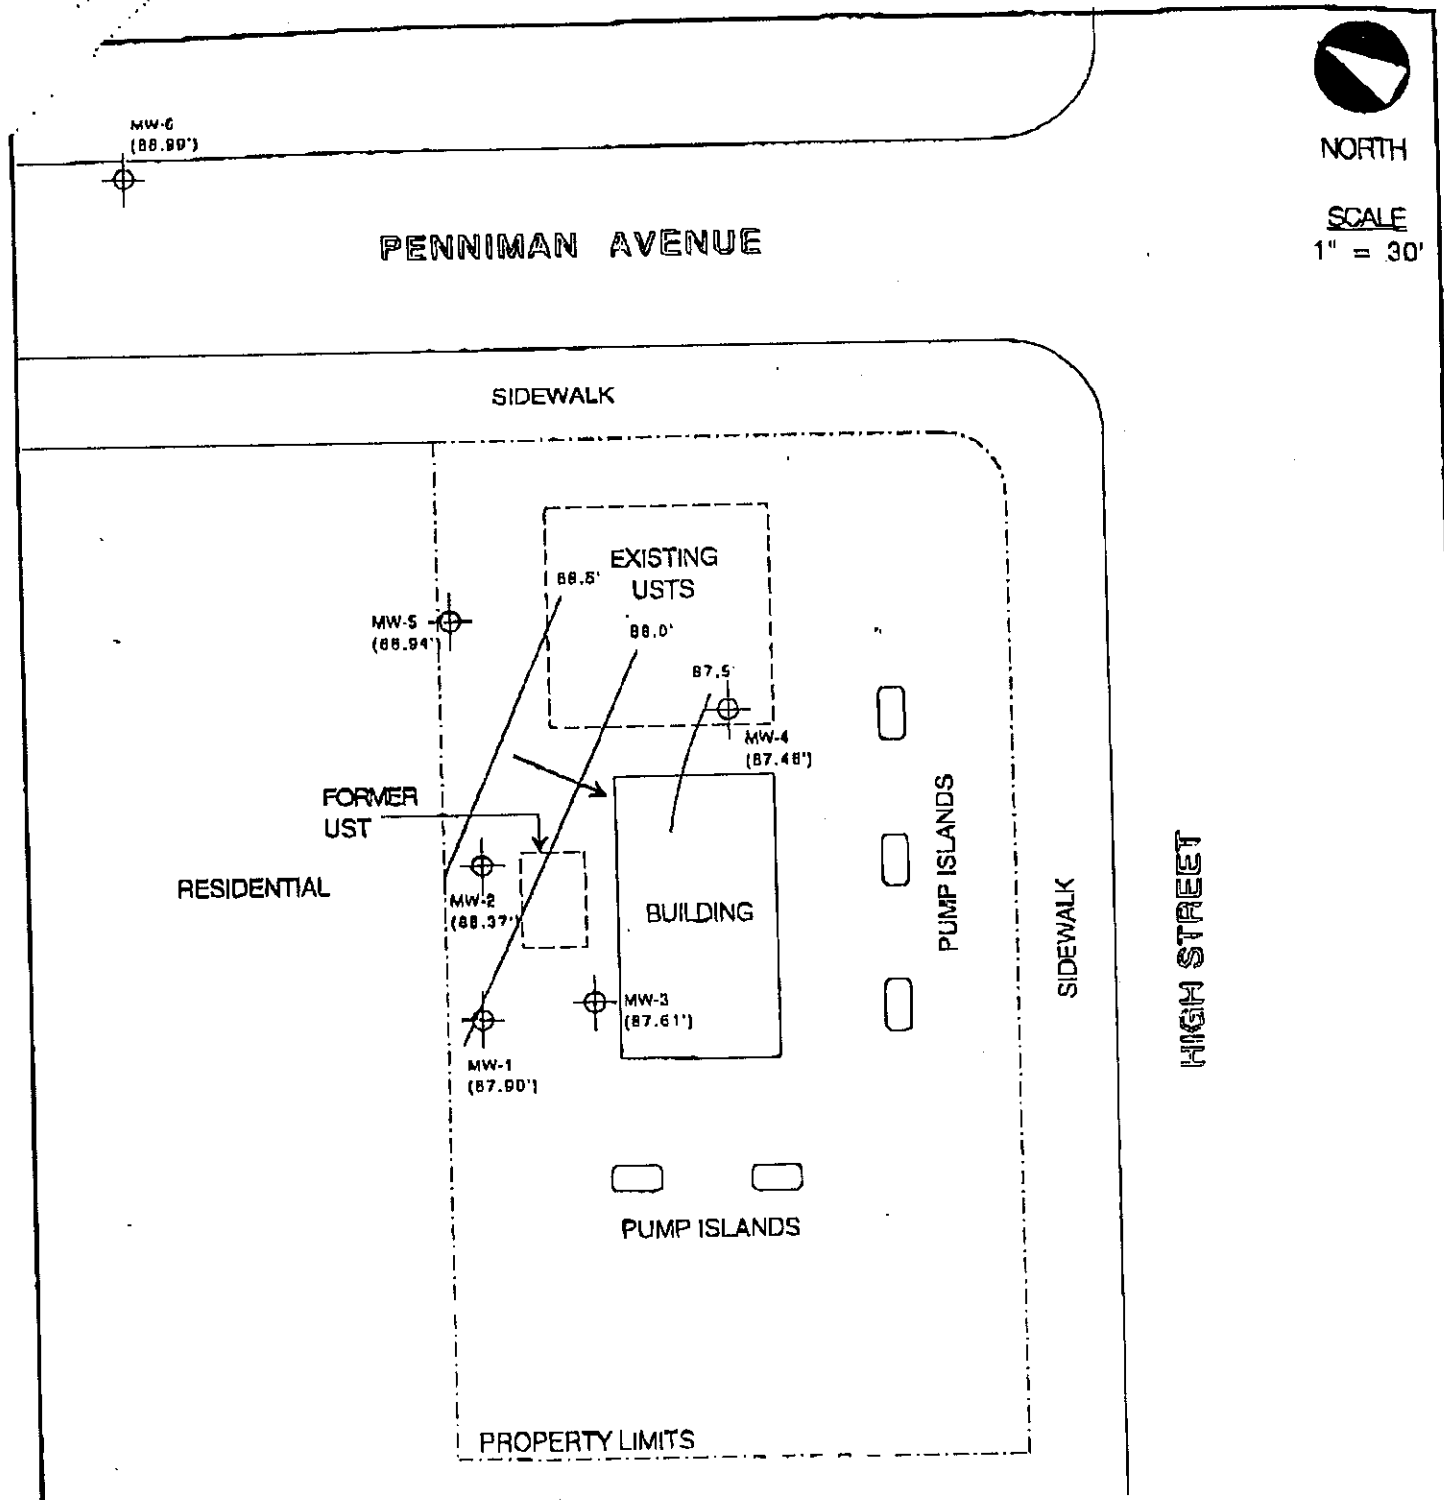 MW-6
(88.99')
NORTH
SCALE
1" = 30'
PENNIMAN AVENUE
SIDEWALK
EXISTING
USTS
88.5'
MW-5
(88.94')
88.0'
87.5'
MW-4
(87.48')
FORMER
UST
PUMP ISLANDS
RESIDENTIAL
MW-2
(88.37')
BUILDING
SIDEWALK
HIGH STREET
MW-3
(87.61')
MW-1
(87.90')
PUMP ISLANDS
PROPERTY LIMITS